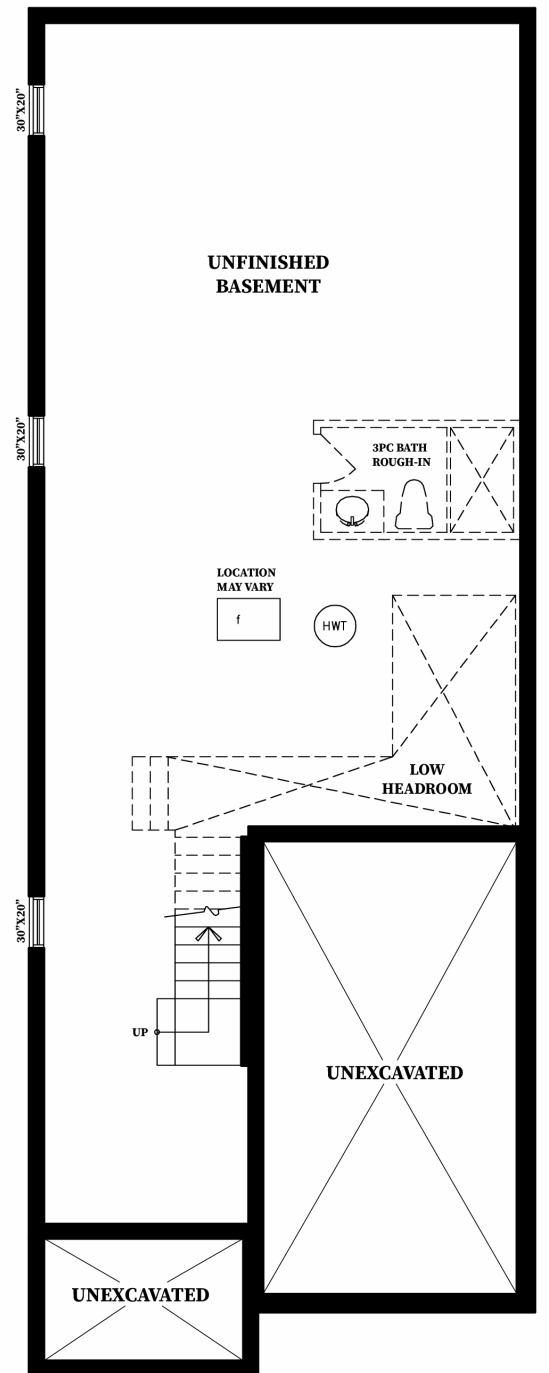 30"X20"
UNFINISHED
BASEMENT
30"X20"
3PC BATH
ROUGH-IN
LOCATION
MAY VARY
f
HWT
LOW
HEADROOM
30"X20"
UP
UNEXCAVATED
UNEXCAVATED